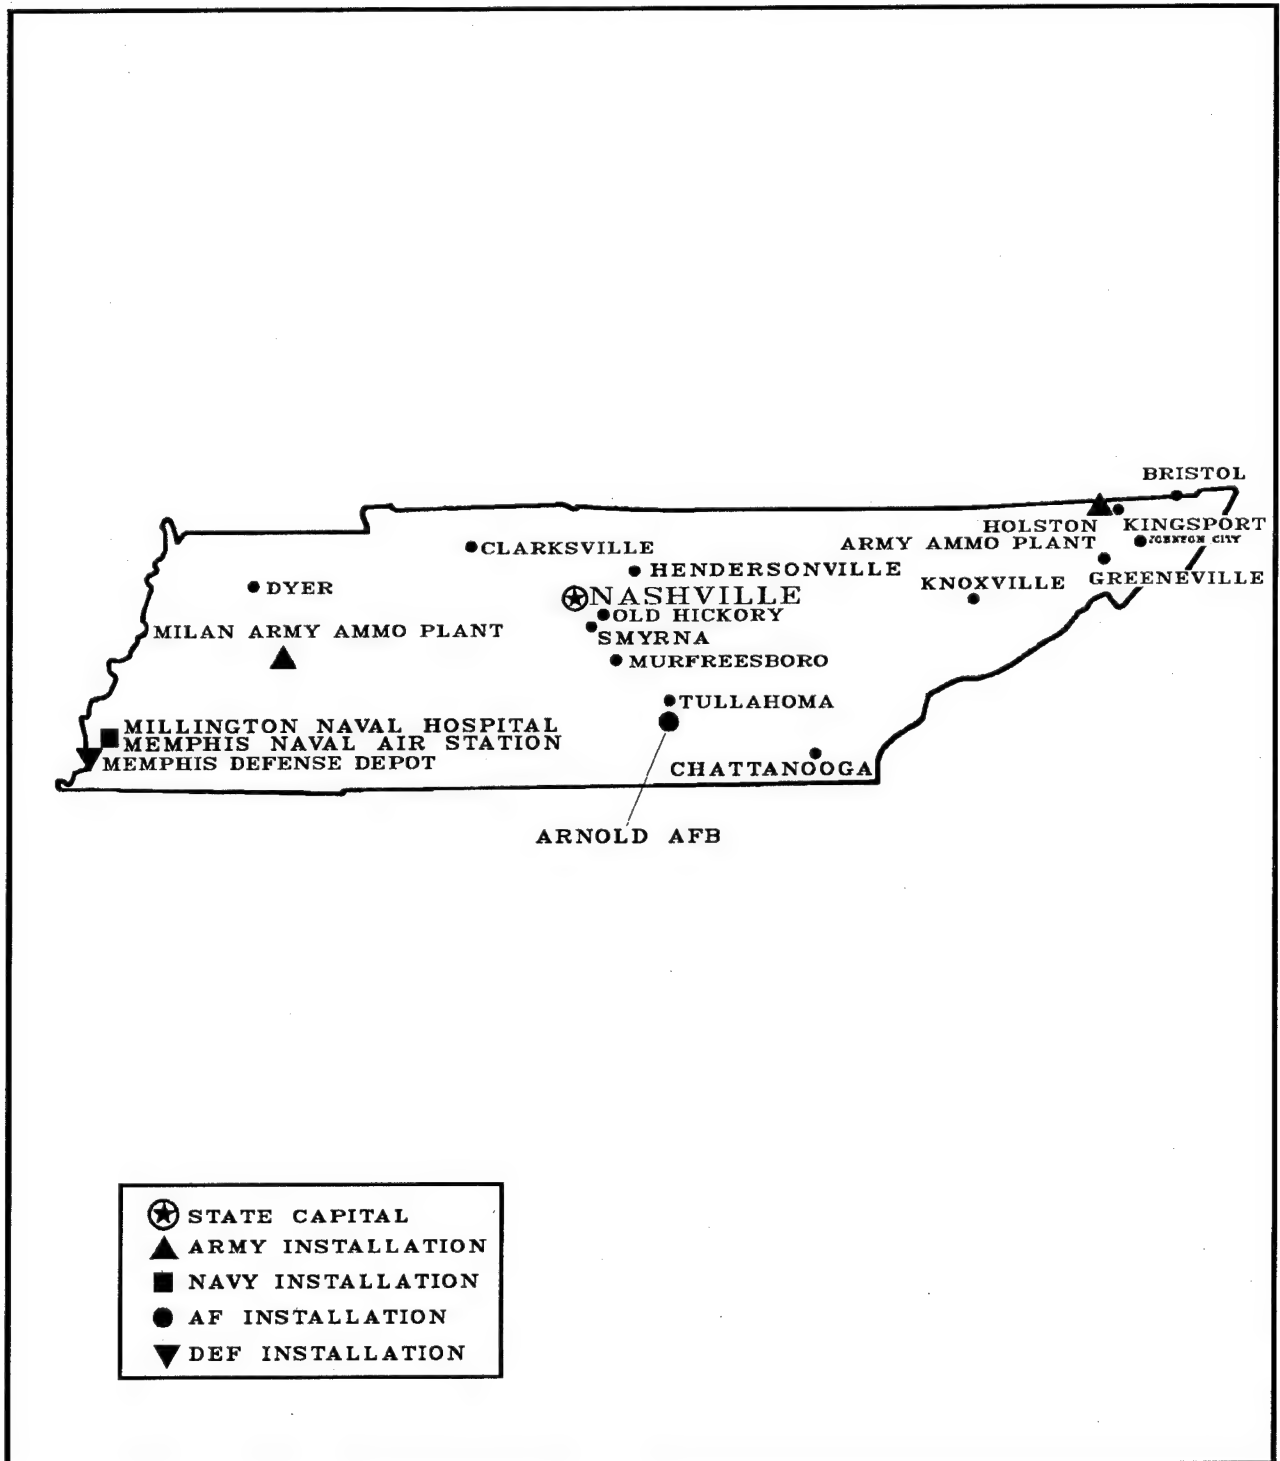 BRISTOL
HOLSTON
KINGSPORT
ARMY AMMO PLANT
JOHNSON CITY
CLARKSVILLE
HENDERSONVILLE
GREENEVILLE
KNOXVILLE
DYER
NASHVILLE
OLD HICKORY
SMYRNA
MILAN ARMY AMMO PLANT
MURFREESBORO
TULLAHOMA
MILLINGTON NAVAL HOSPITAL
MEMPHIS NAVAL AIR STATION
MEMPHIS DEFENSE DEPOT
CHATTANOOGA
ARNOLD AFB
STATE CAPITAL
ARMY INSTALLATION
NAVY INSTALLATION
AF INSTALLATION
DEF INSTALLATION